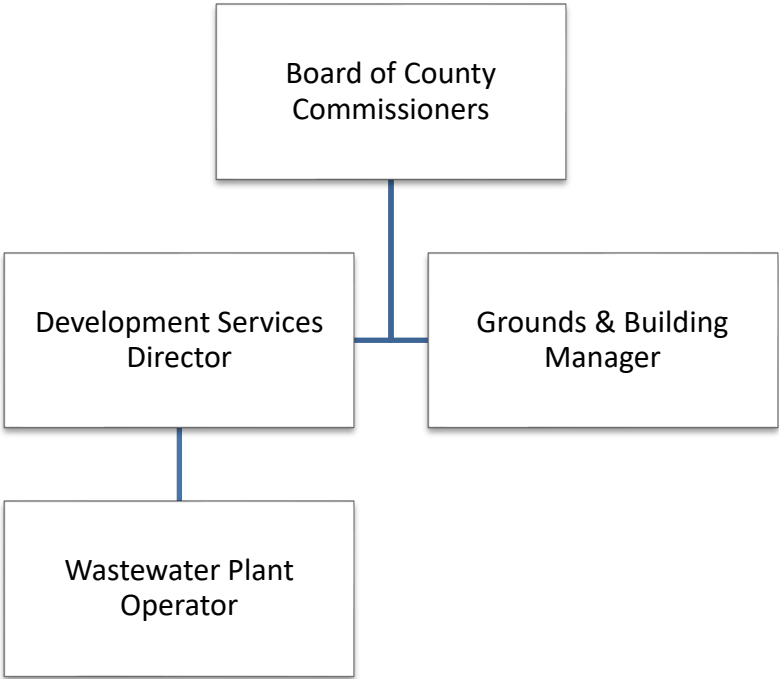 Board of County
Commissioners
Development Services
Director
Grounds & Building
Manager
Wastewater Plant
Operator